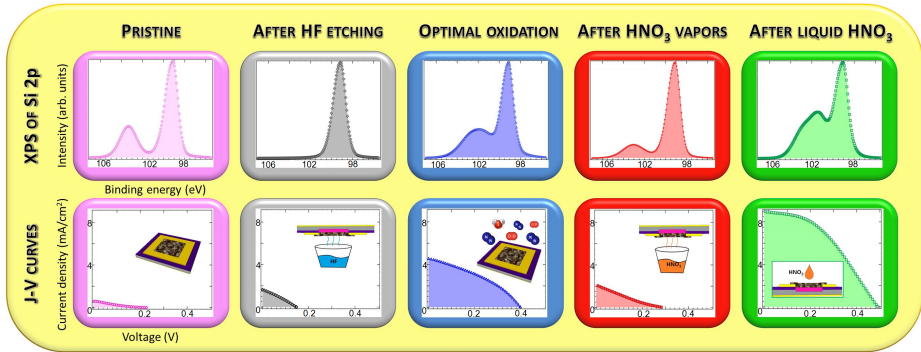 PRISTINE
AFTER HF ETCHING
OPTIMAL OXIDATION
AFTER HNO3 VAPORS
AFTER LIQUID HNO3
XPS OF Si 2p
Intensity (arb. units)
106 102 98
106 102 98
106 102 98
106 102 98
106 102 98
Binding energy (eV)
J-V CURVES
Current density (mA/cm2)
8
4
0
0.2 0.4
8
4
0
HF
0.2 0.4
8
4
0
0.2 0.4
8
4
0
HNO3
0.2 0.4
8
4
0
HNO3
0.2 0.4
Voltage (V)